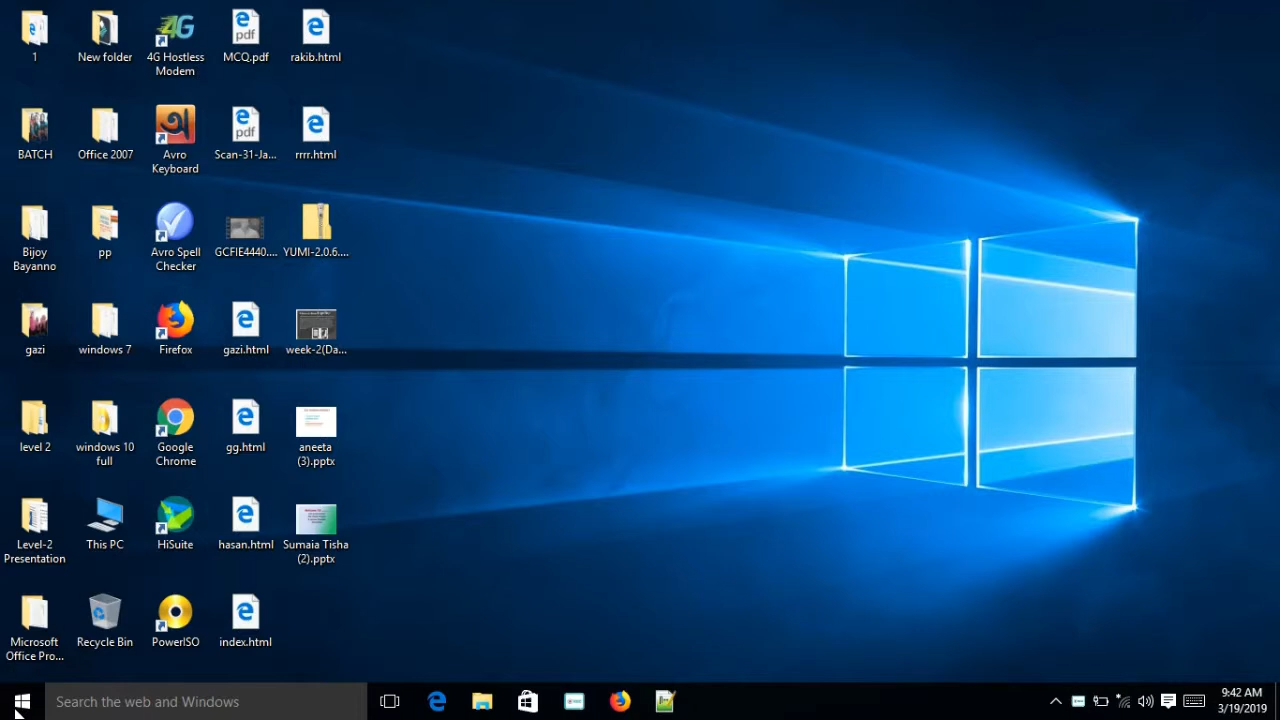 1
New folder
4G Hostless
Modem
MCQ.pdf
rakib.html
BATCH
Office 2007
Avro
Keyboard
Scan-31-Ja...
rrrr.html
Bijoy
Bayanno
pp
Avro Spell
Checker
GCFIE4440....
YUMI-2.0.6....
gazi
windows 7
Firefox
gazi.html
week-2(Da...
level 2
windows 10
full
Google
Chrome
gg.html
aneeta
(3).pptx
Level-2
Presentation
This PC
HiSuite
hasan.html
Sumaia Tisha
(2).pptx
Microsoft
Office Pro...
Recycle Bin
PowerISO
index.html
Search the web and Windows
9:42 AM
3/19/2019